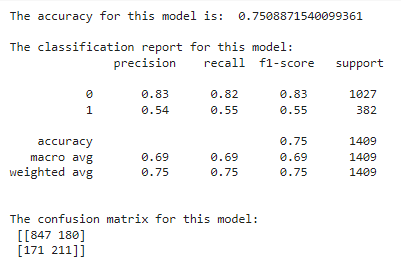 The accuracy for this model is:  0.7508871540099361
The classification report for this model:
precision    recall  f1-score   support
0       0.83      0.82      0.83      1027
1       0.54      0.55      0.55       382
accuracy                           0.75      1409
macro avg       0.69      0.69      0.69      1409
weighted avg       0.75      0.75      0.75      1409
The confusion matrix for this model:
[[847 180]
[171 211]]